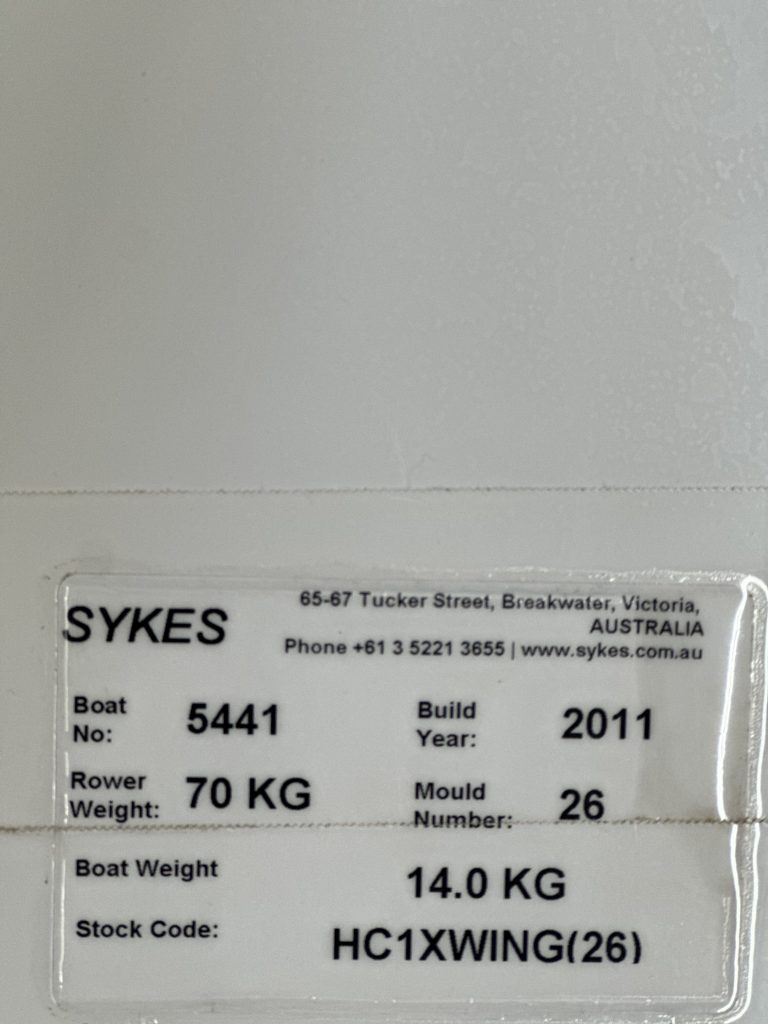 SYKES
65-67 Tucker Street, Breakwater, Victoria,
AUSTRALIA
Phone +61 3 5221 3655 | www.sykes.com.au
Boat No: 5441
Build Year: 2011
Rower Weight: 70 KG
Mould Number: 26
Boat Weight 14.0 KG
Stock Code: HC1XWING(26)